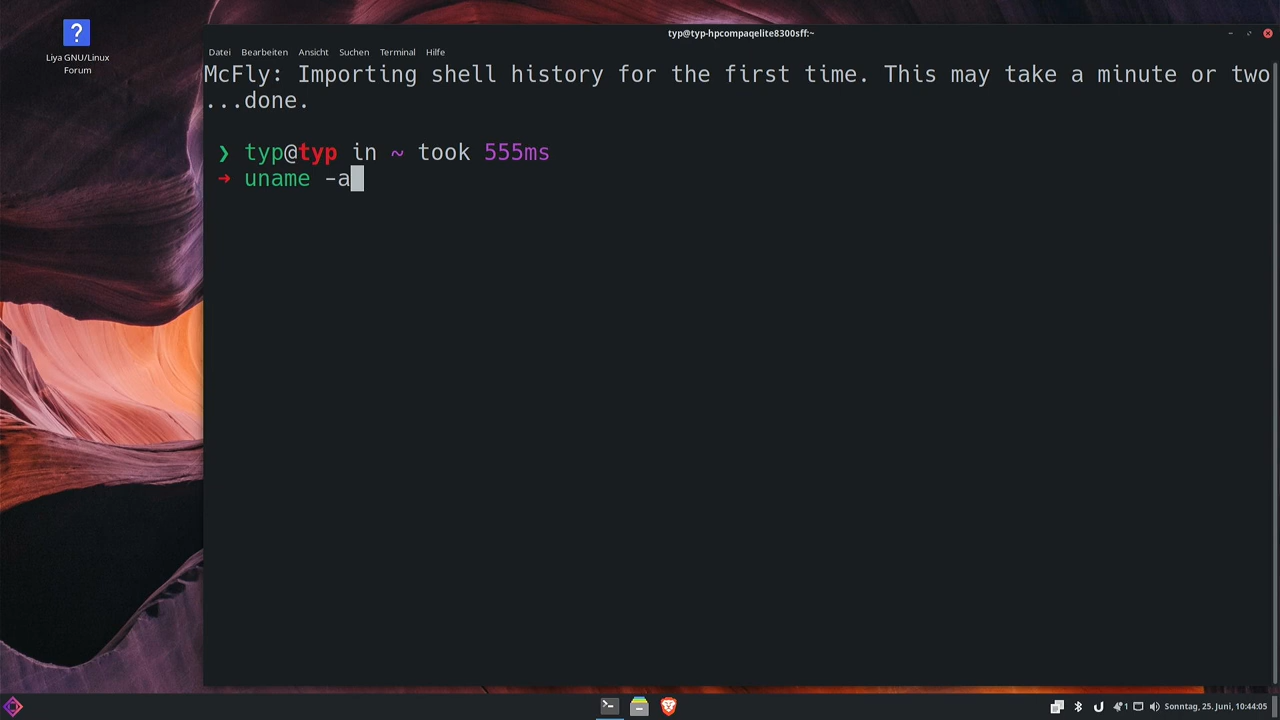 Liya GNU/Linux
Forum
typ@typ-hpcompaqelite8300sff:~
Datei Bearbeiten Ansicht Suchen Terminal Hilfe
McFly: Importing shell history for the first time. This may take a minute or two
...done.
❯ typ@typ in ~ took 555ms
➜ uname -a
1
Sonntag, 25. Juni, 10:44:05